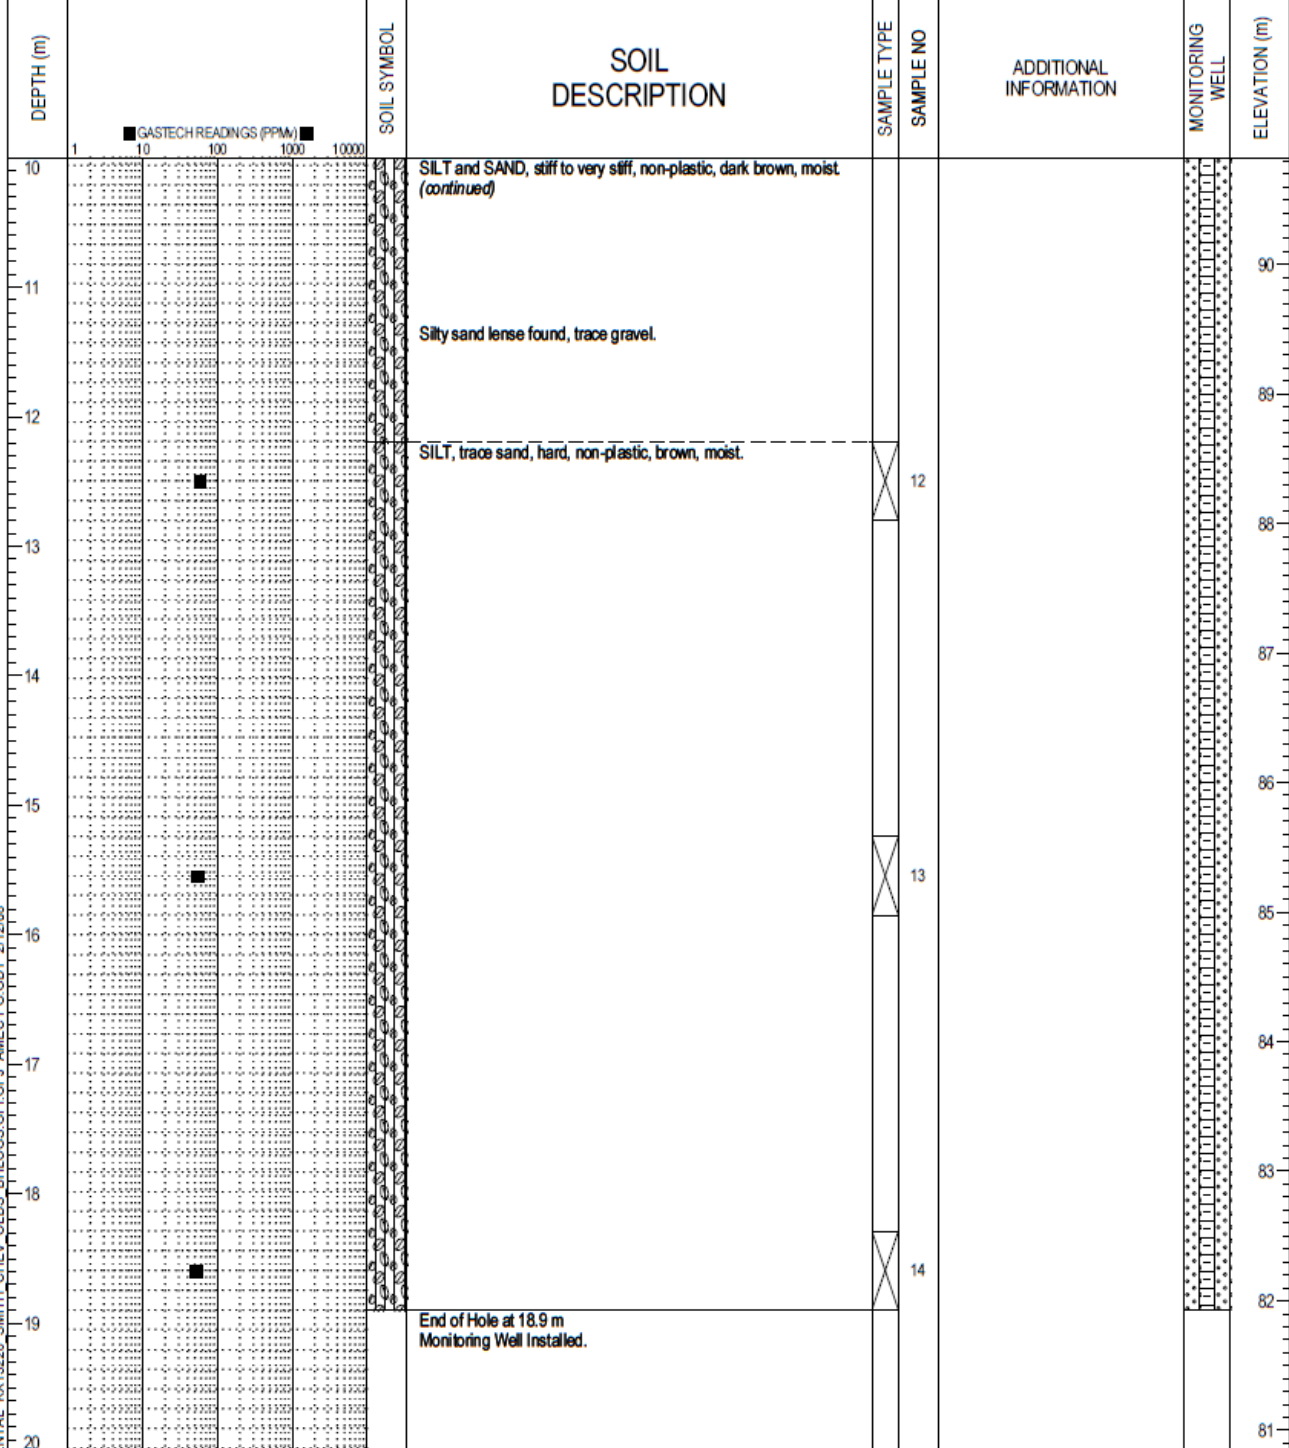 DEPTH (m)
GASTECH READINGS (PPMv)
1 10 100 1000 10000
SOIL SYMBOL
SOIL
DESCRIPTION
SAMPLE TYPE
SAMPLE NO
ADDITIONAL
INFORMATION
MONITORING
WELL
ELEVATION (m)
10
SILT and SAND, stiff to very stiff, non-plastic, dark brown, moist.
(continued)
90
11
Silty sand lense found, trace gravel.
89
12
SILT, trace sand, hard, non-plastic, brown, moist.
12
88
13
87
14
86
15
13
85
16
84
17
83
18
14
82
End of Hole at 18.9 m
19
Monitoring Well Installed.
81
20